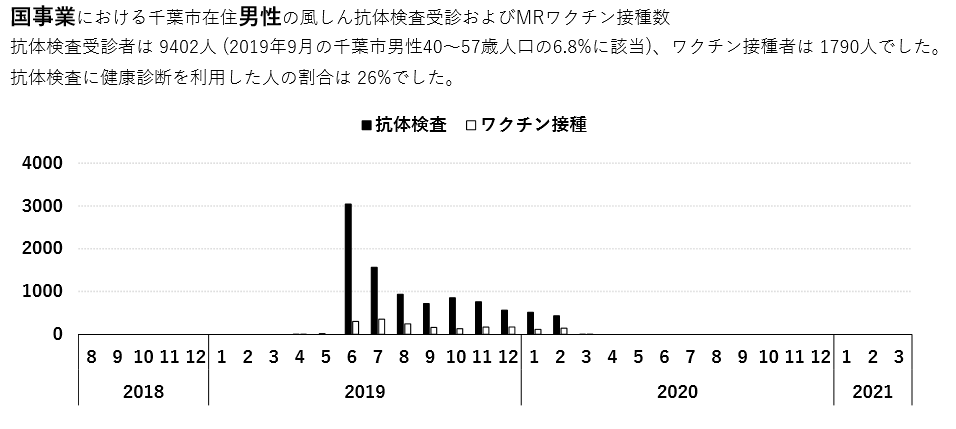 国事業における千葉市在住男性の風しん抗体検査受診およびMRワクチン接種数
抗体検査受診者は 9402人 (2019年9月の千葉市男性40～57歳人口の6.8%に該当)、ワクチン接種者は 1790人でした。
抗体検査に健康診断を利用した人の割合は 26%でした。
■抗体検査 □ワクチン接種
4000
3000
2000
1000
0
8 9 10 11 12 1 2 3 4 5 6 7 8 9 10 11 12 1 2 3 4 5 6 7 8 9 10 11 12 1 2 3
2018 2019 2020 2021